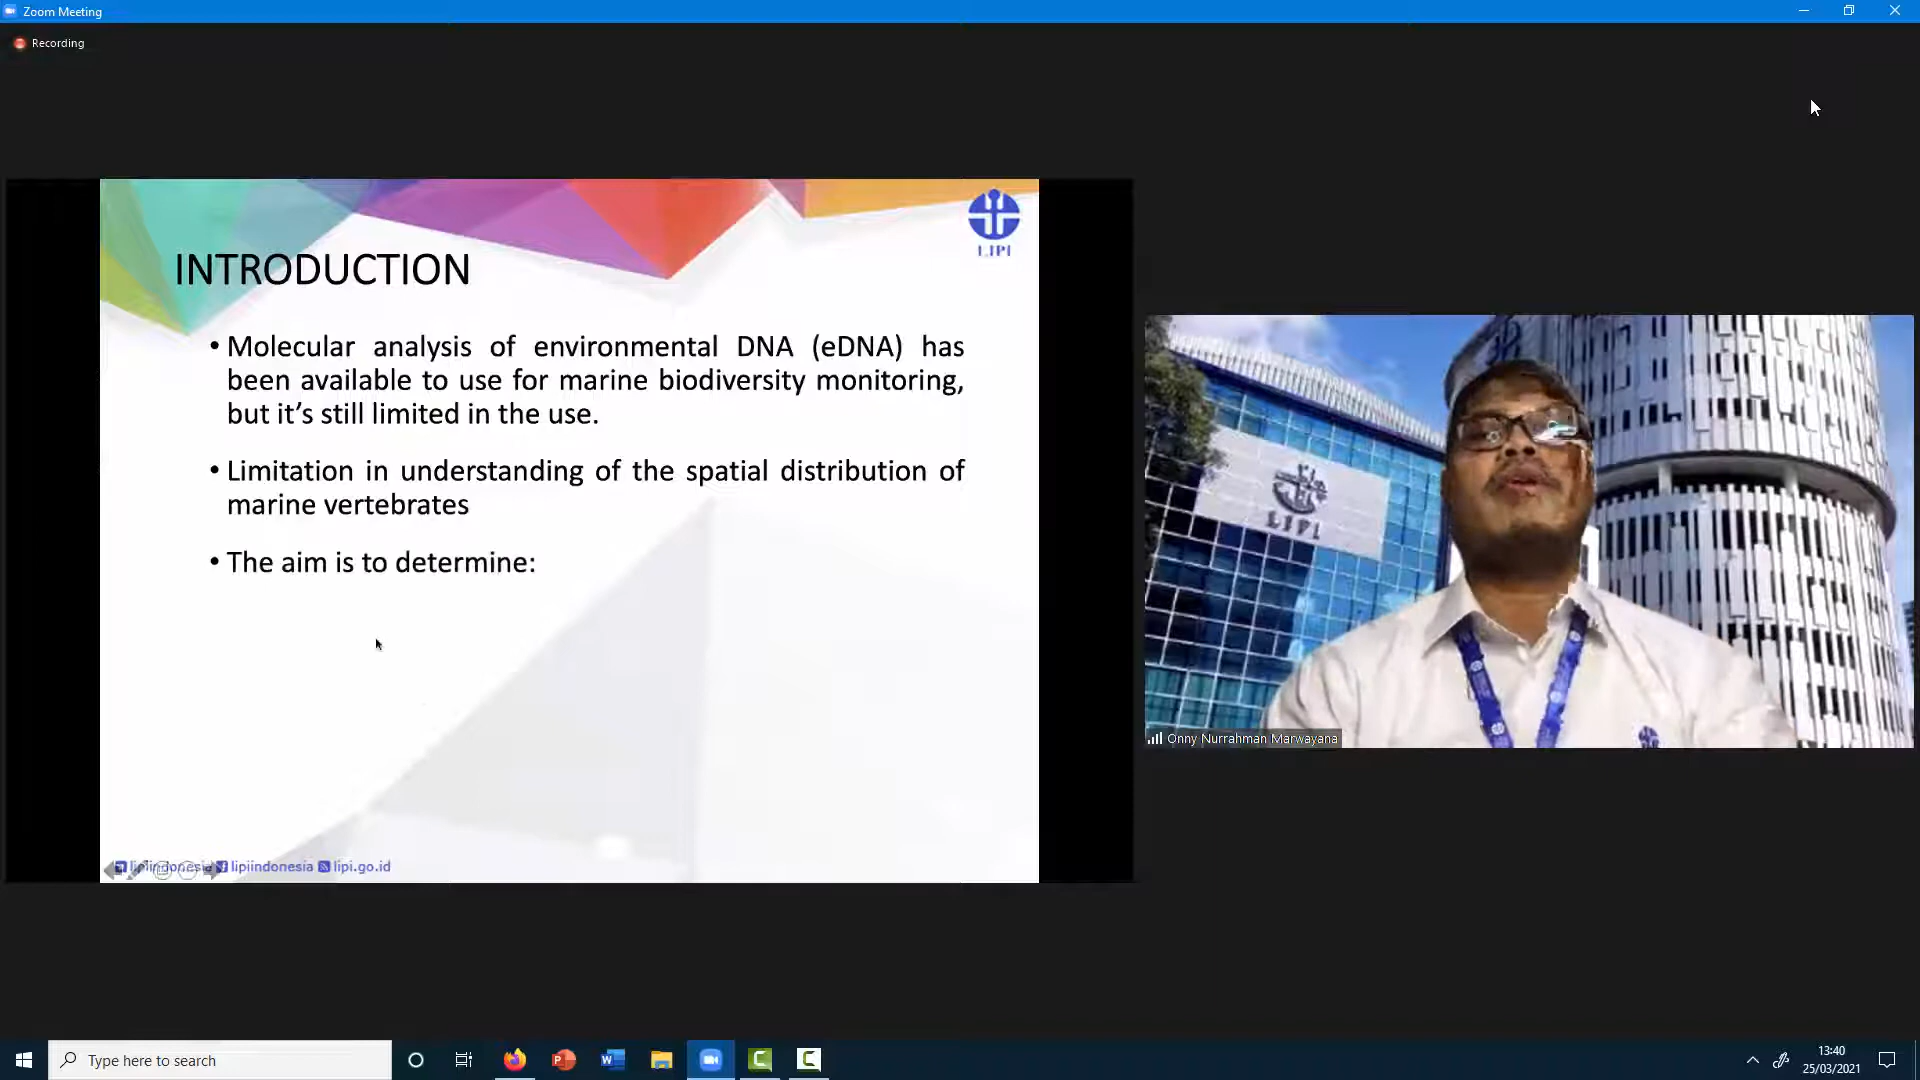 Zoom Meeting
Recording
LIPI
INTRODUCTION
• Molecular analysis of environmental DNA (eDNA) has
been available to use for marine biodiversity monitoring,
but it’s still limited in the use.
• Limitation in understanding of the spatial distribution of
marine vertebrates
• The aim is to determine:
lipiindonesia lipiindonesia lipi.go.id
LIPI
Onny Nurrahman Marwayana
Type here to search
13:40
25/03/2021